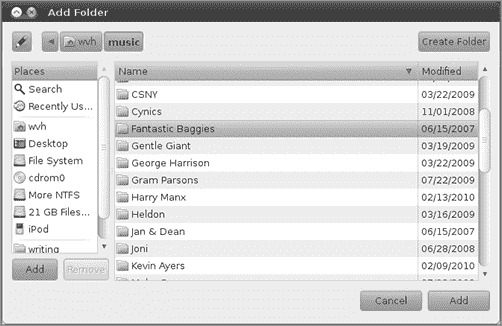 Add Folder
wvh music Create Folder
Places Name Modified
Search
Recently Us...
wvh
Desktop
File System
cdrom0
More NTFS
21 GB Files...
iPod
writing
CSNY 03/22/2009
Cynics 11/01/2008
Fantastic Baggies 06/15/2007
Gentle Giant 03/19/2009
George Harrison 03/22/2009
Gram Parsons 07/22/2009
Harry Manx 02/13/2010
Heldon 03/16/2009
Jan & Dean 06/15/2007
Joni 06/28/2008
Kevin Ayers 02/09/2010
Add Remove
Cancel Add